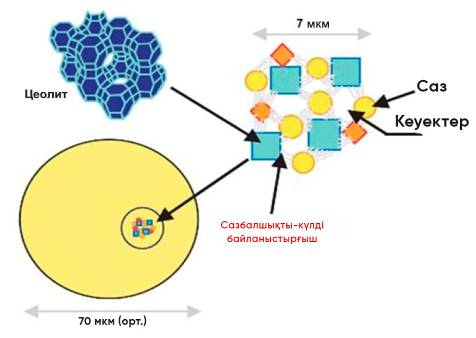 7 мкм
Цеолит
Саз
Кеуектер
Сазбалшықты-күлді
байланыстырғыш
70 мкм (орт.)